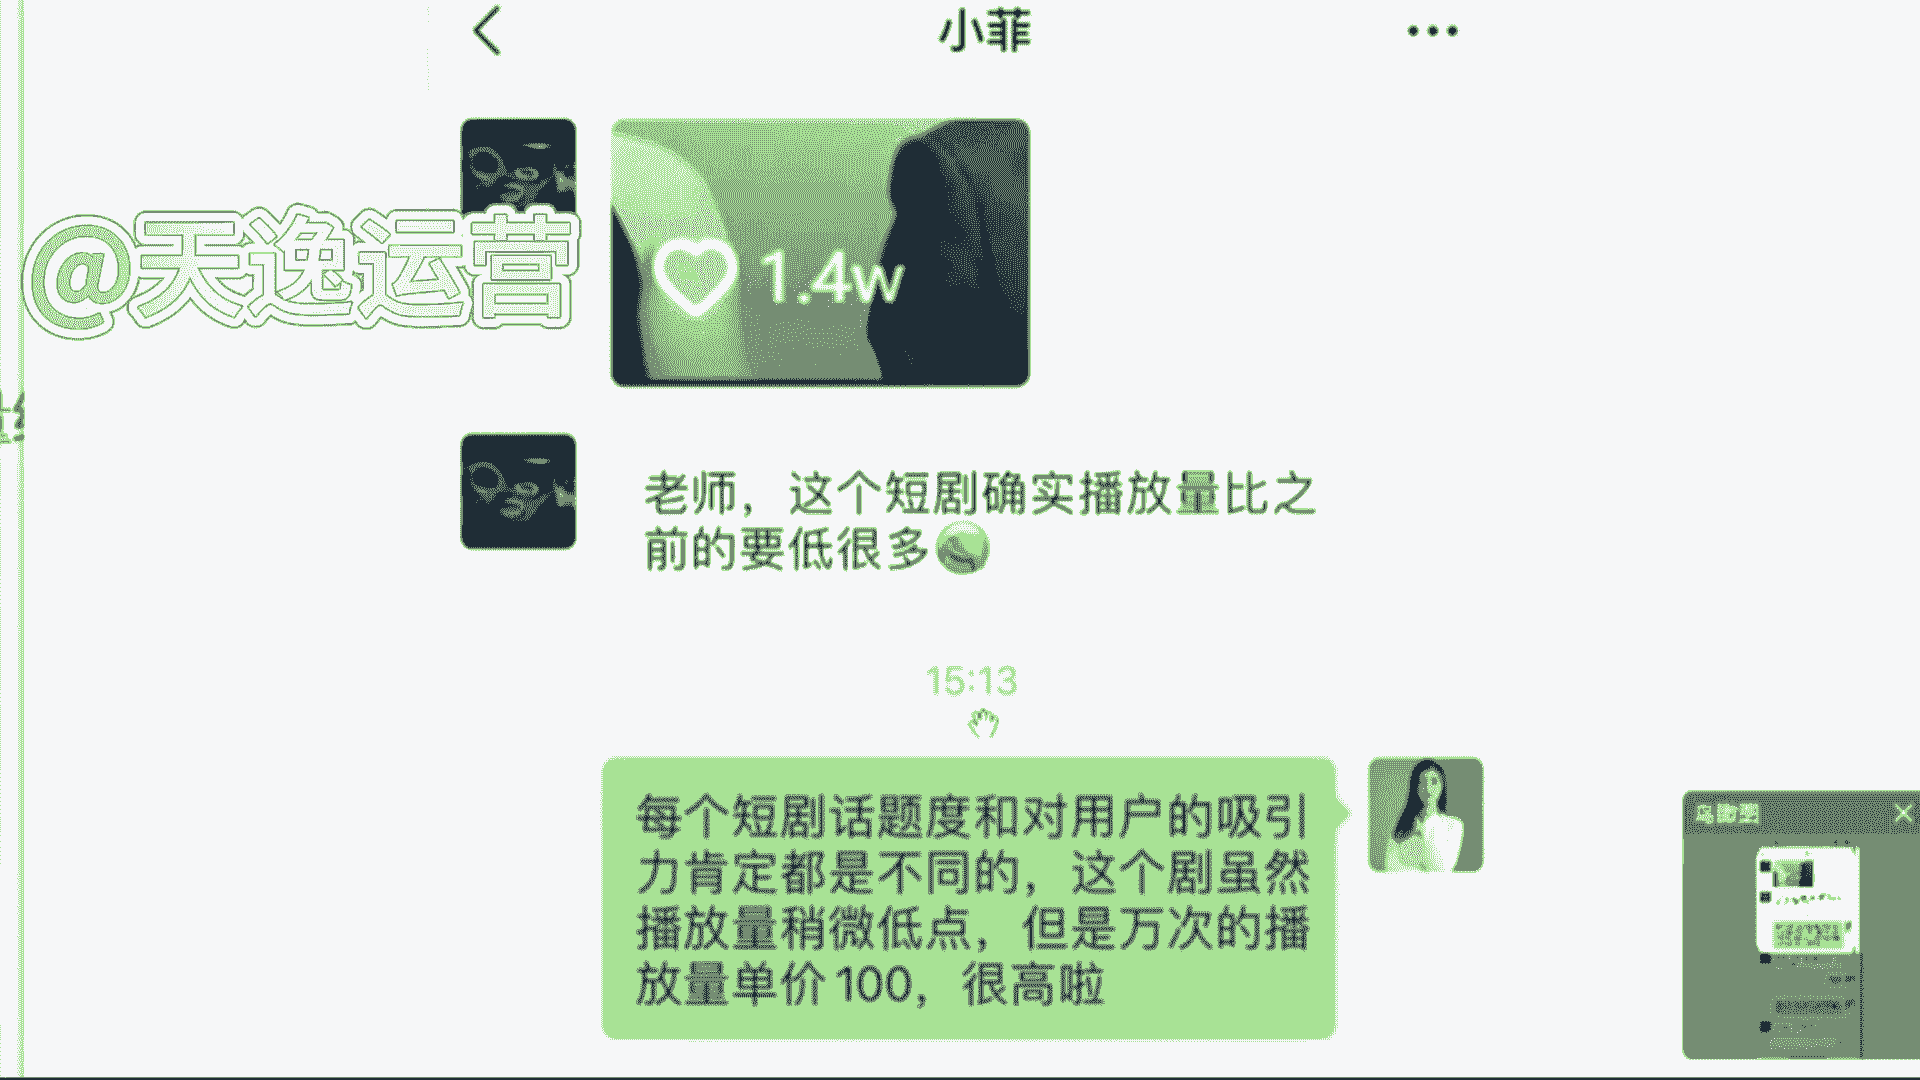 小菲
@天逸运营
1.4w
老师，这个短剧确实播放量比之
前的要低很多
15:13
每个短剧话题度和对用户的吸引
力肯定都是不同的，这个剧虽然
播放量稍微低点，但是万次的播
放量单价100，很高啦